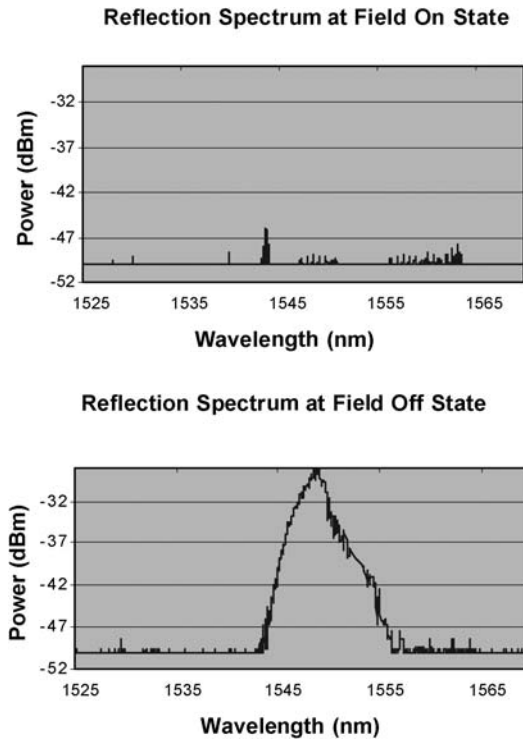 Reflection Spectrum at Field On State
Power (dBm)
-32
-37
-42
-47
-52
1525 1535 1545 1555 1565
Wavelength (nm)
Reflection Spectrum at Field Off State
Power (dBm)
-32
-37
-42
-47
-52
1525 1535 1545 1555 1565
Wavelength (nm)